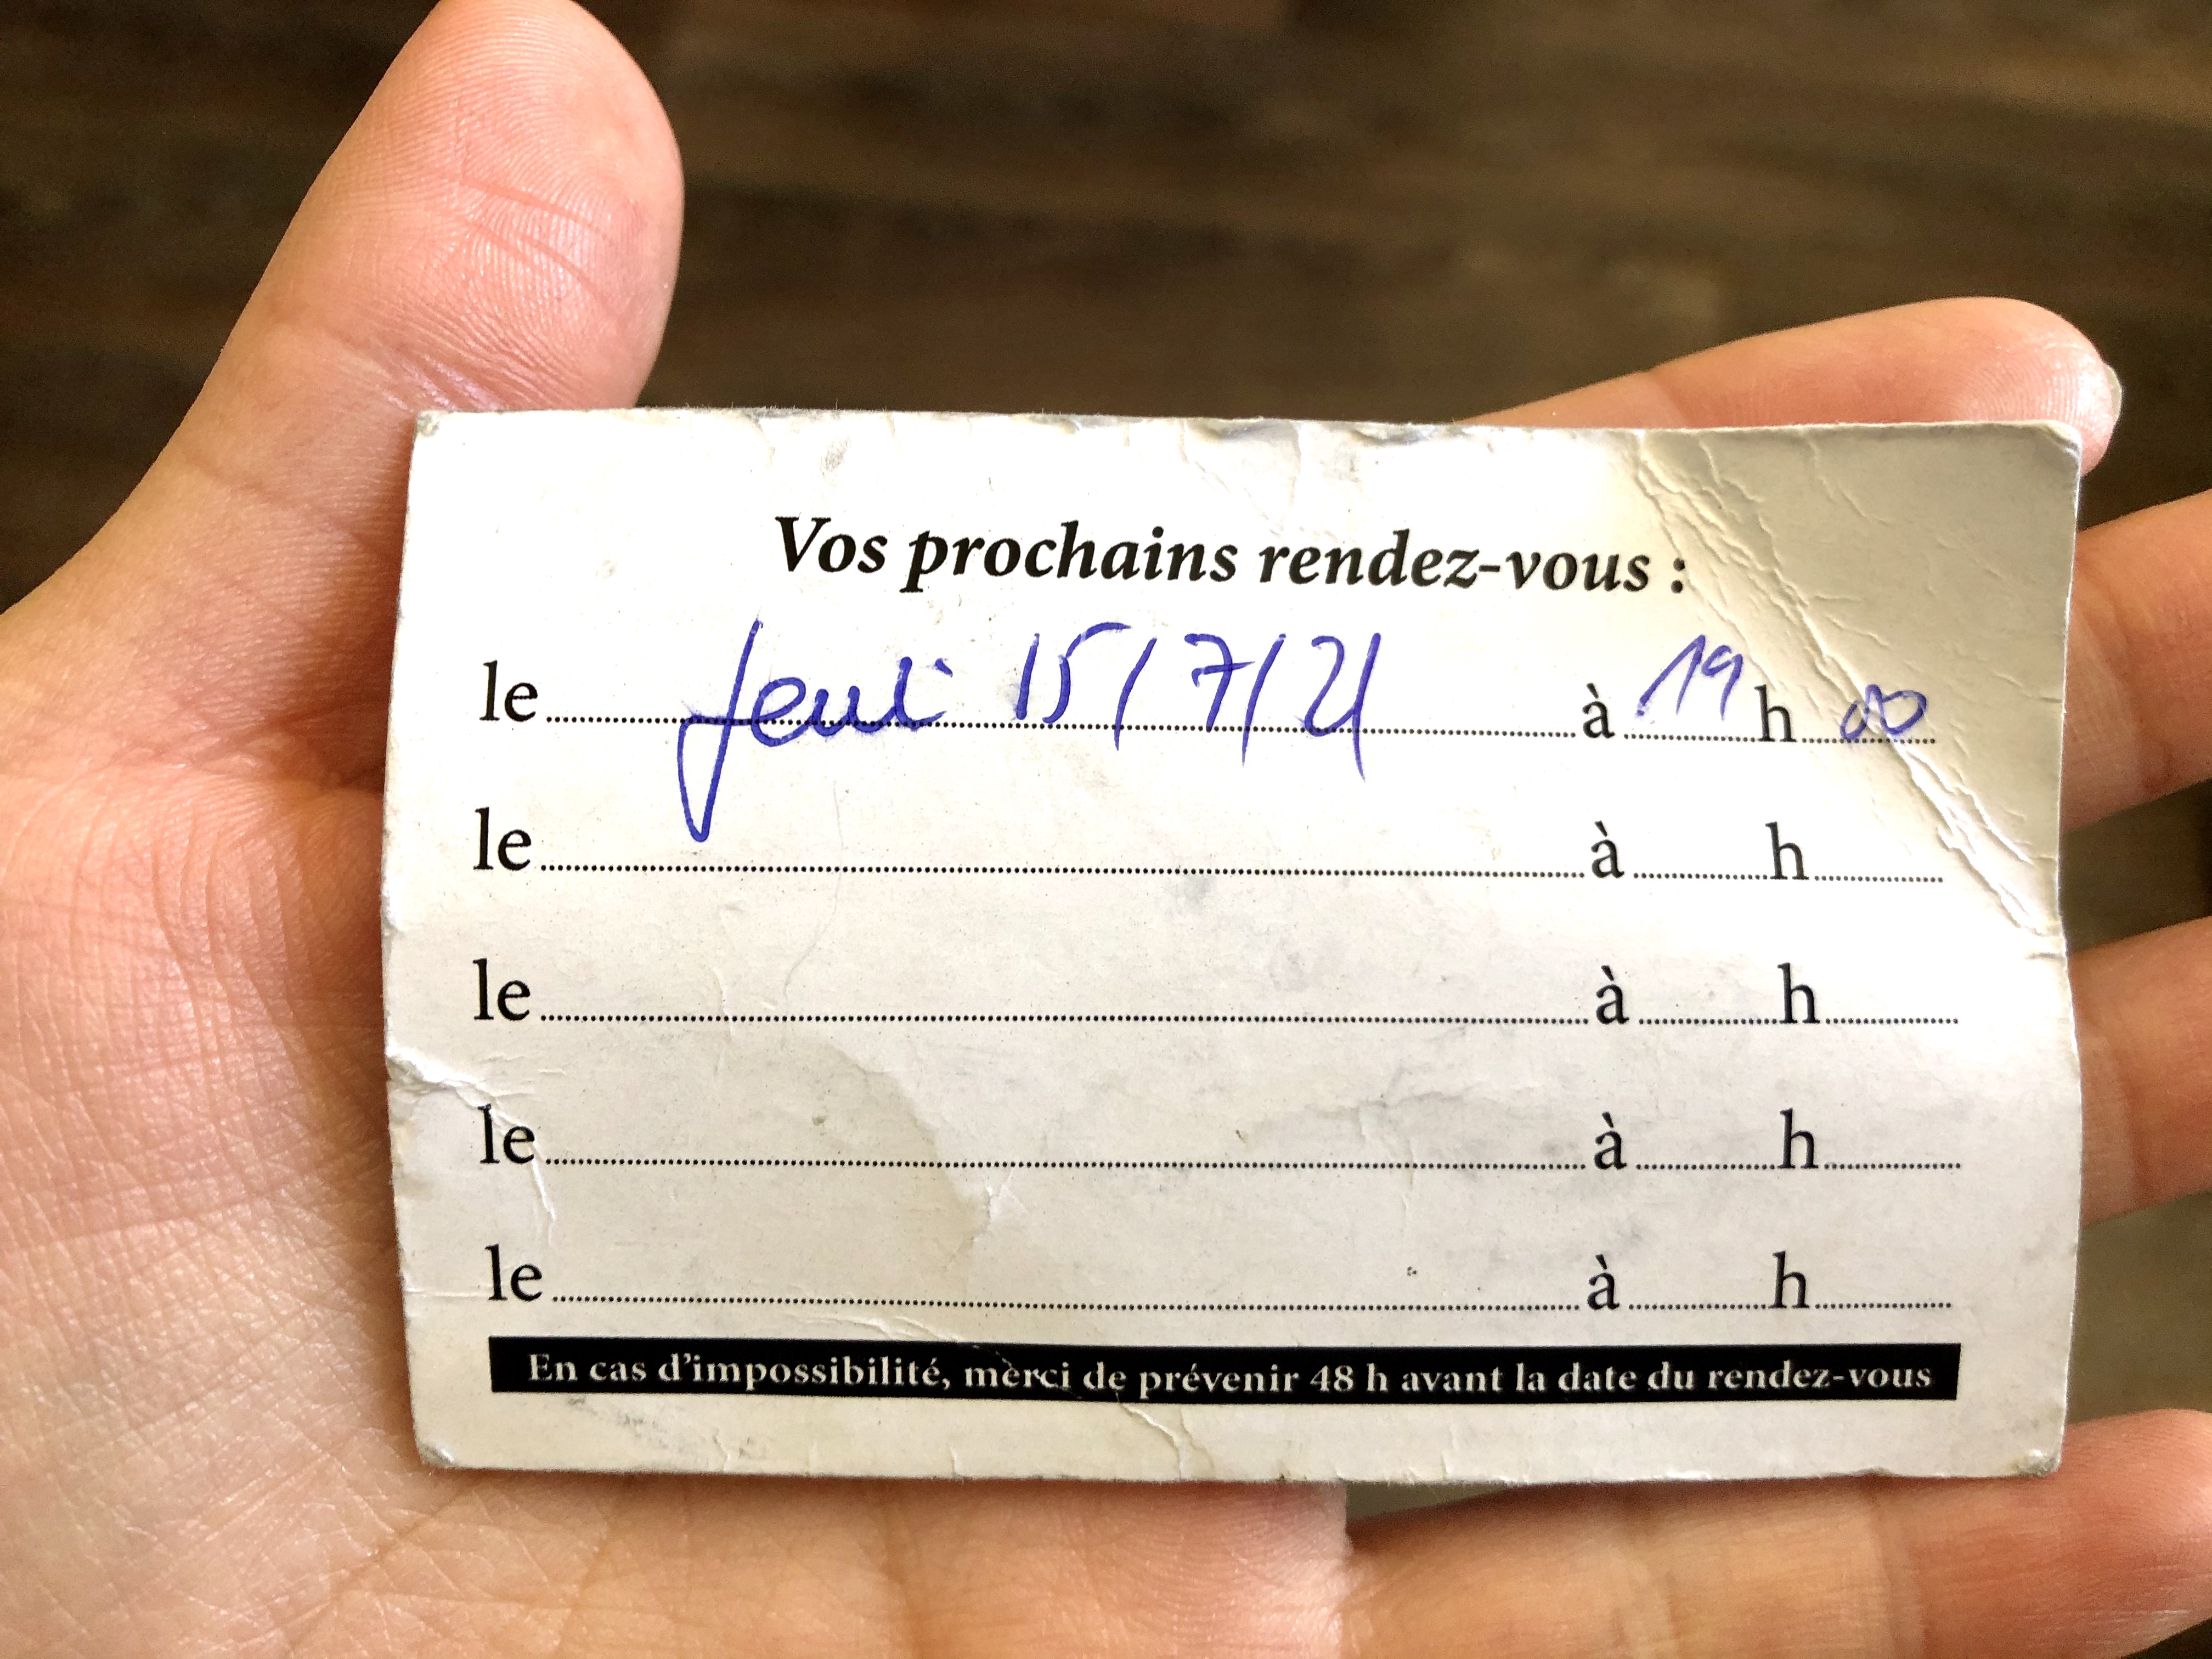 Vos prochains rendez-vous :
le Jeudi 15/7/21 à 19 h 00
le à h
le à h
le à h
le à h
En cas d'impossibilité, merci de prévenir 48 h avant la date du rendez-vous